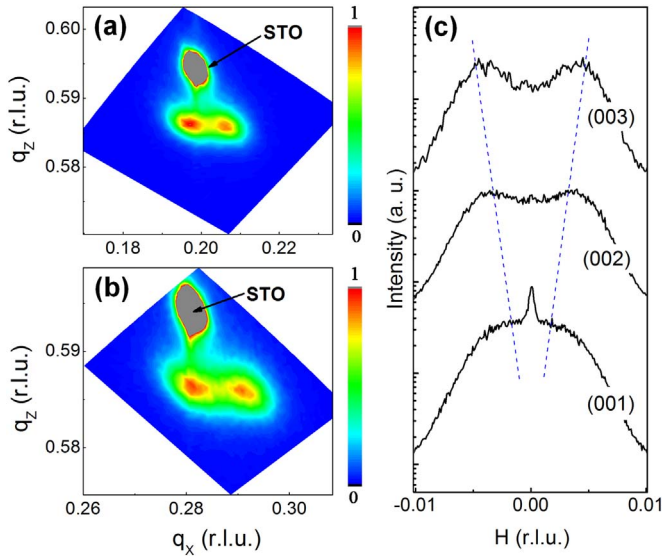 (a)
STO
q_z (r.l.u.)
0.60
0.59
0.58
0.18
0.20
0.22
1
0
(b)
STO
q_z (r.l.u.)
0.59
0.58
0.26
0.28
0.30
q_x (r.l.u.)
1
0
(c)
Intensity (a. u.)
(003)
(002)
(001)
-0.01
0.00
0.01
H (r.l.u.)